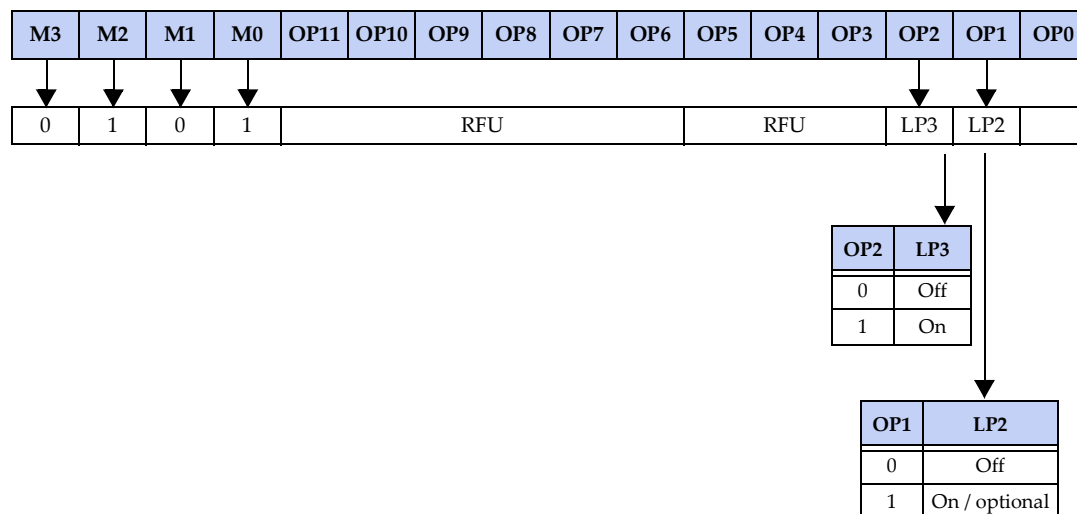 M3 M2 M1 M0 OP11 OP10 OP9 OP8 OP7 OP6 OP5 OP4 OP3 OP2 OP1 OP0
0 1 0 1 RFU RFU LP3 LP2
OP2 LP3
0 Off
1 On
OP1 LP2
0 Off
1 On / optional